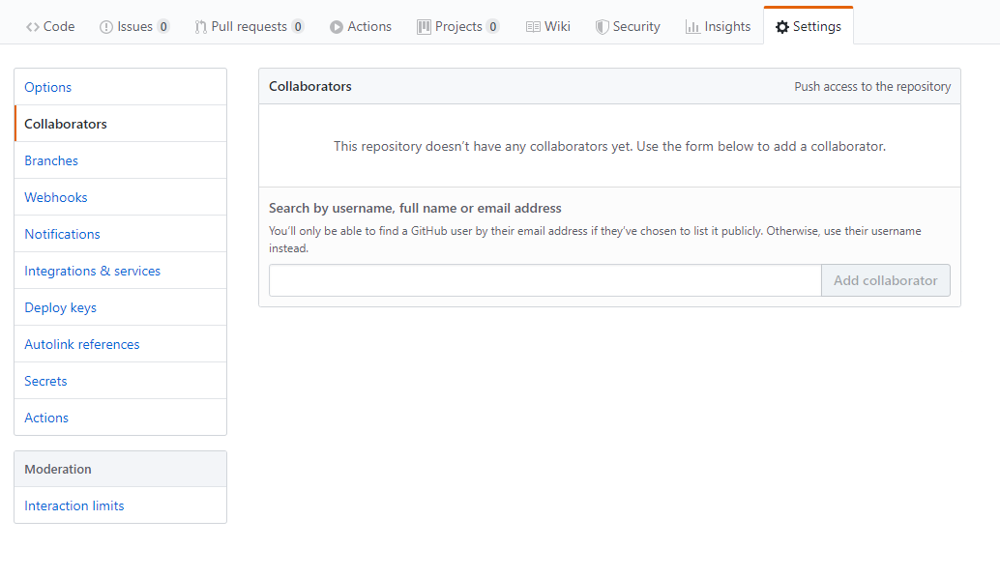 Code Issues 0 Pull requests 0 Actions Projects 0 Wiki Security Insights Settings
Options
Collaborators
Branches
Webhooks
Notifications
Integrations & services
Deploy keys
Autolink references
Secrets
Actions
Moderation
Interaction limits
Collaborators Push access to the repository
This repository doesn’t have any collaborators yet. Use the form below to add a collaborator.
Search by username, full name or email address
You’ll only be able to find a GitHub user by their email address if they’ve chosen to list it publicly. Otherwise, use their username
instead.
Add collaborator